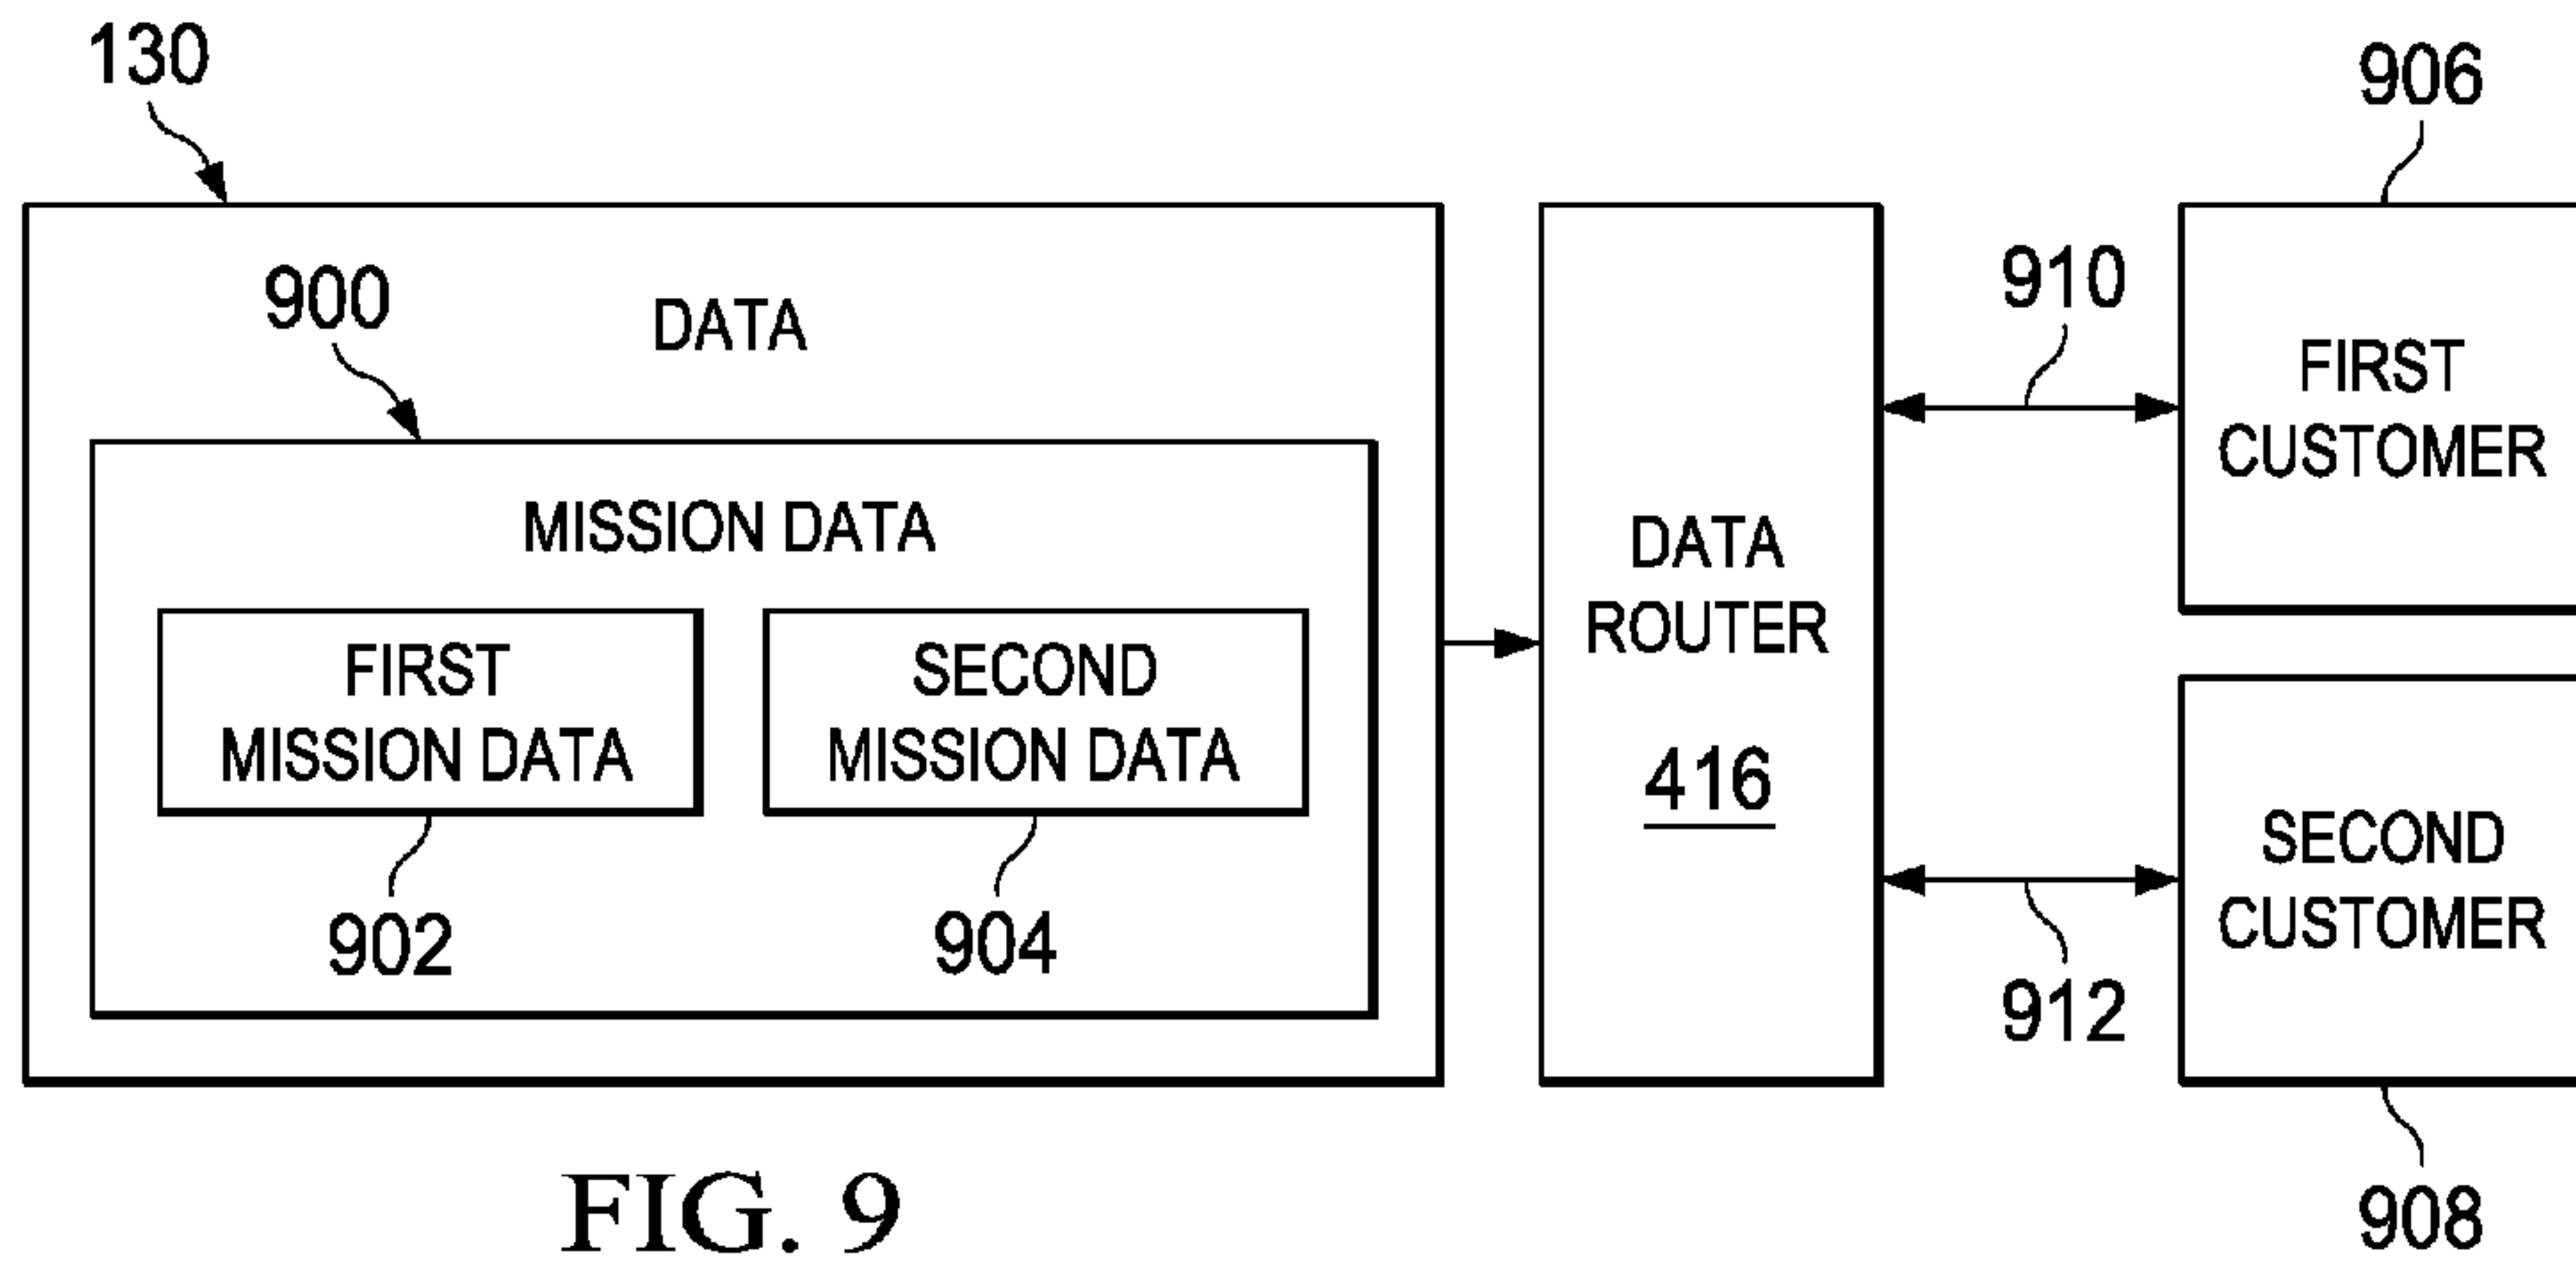 130
906
900
910
DATA
FIRST
CUSTOMER
MISSION DATA
DATA
ROUTER
416
FIRST
MISSION DATA
SECOND
MISSION DATA
902
904
SECOND
CUSTOMER
912
908
FIG. 9